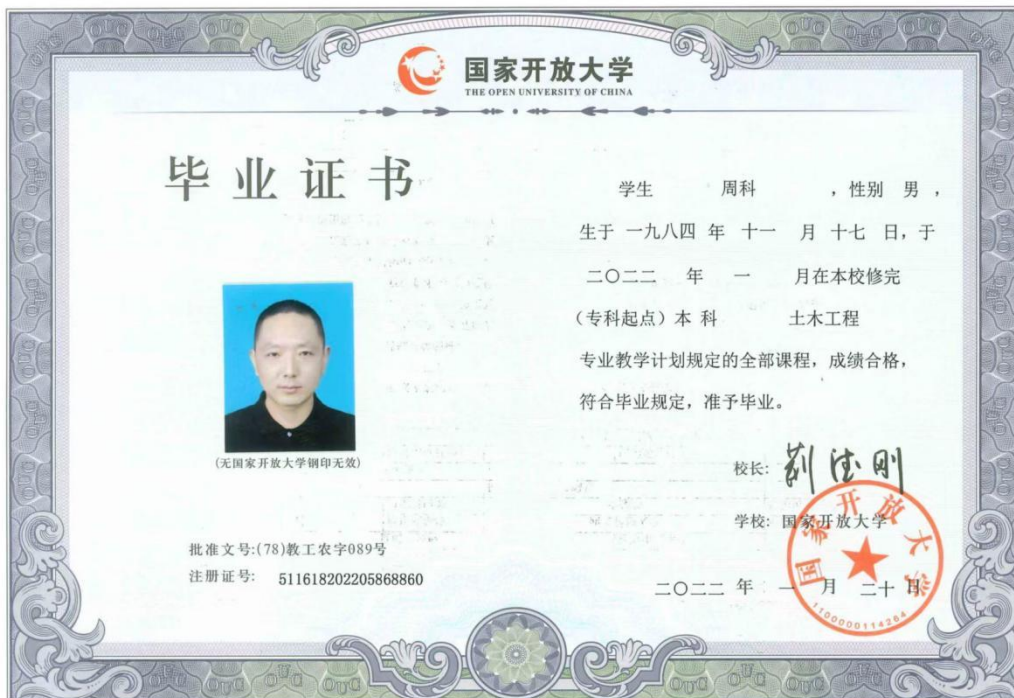 国家开放大学
THE OPEN UNIVERSITY OF CHINA
毕业证书
(无国家开放大学钢印无效)
批准文号:(78)教工农字089号
注册证号: 511618202205868860
学生 周科 ,性别 男 ,
生于 一九八四 年 十一 月 十七 日,于
二〇二二 年 一 月在本校修完
(专科起点)本 科 土木工程
专业教学计划规定的全部课程,成绩合格,
符合毕业规定,准予毕业。
校长: 荆德刚
学校: 国家开放大学
二〇二二 年 一 月 二十 日
国家开放大学
1100000114264